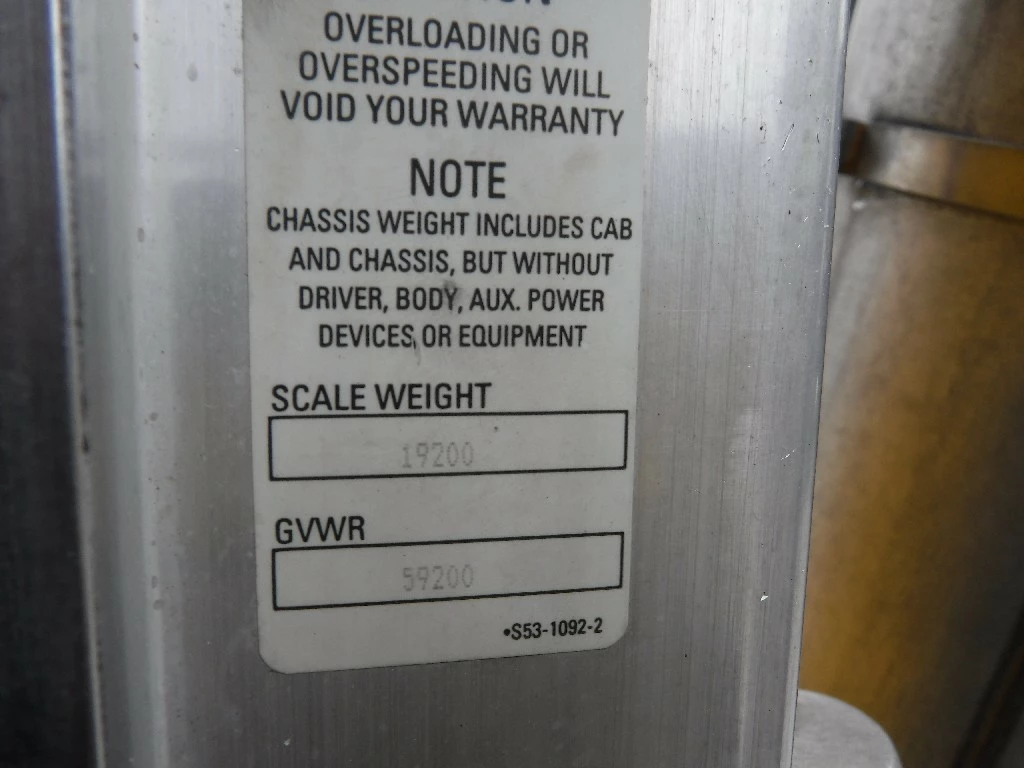 OVERLOADING OR
OVERSPEEDING WILL
VOID YOUR WARRANTY
NOTE
CHASSIS WEIGHT INCLUDES CAB
AND CHASSIS, BUT WITHOUT
DRIVER, BODY, AUX. POWER
DEVICES, OR EQUIPMENT
SCALE WEIGHT
19200
GVWR
59200
•S53-1092-2